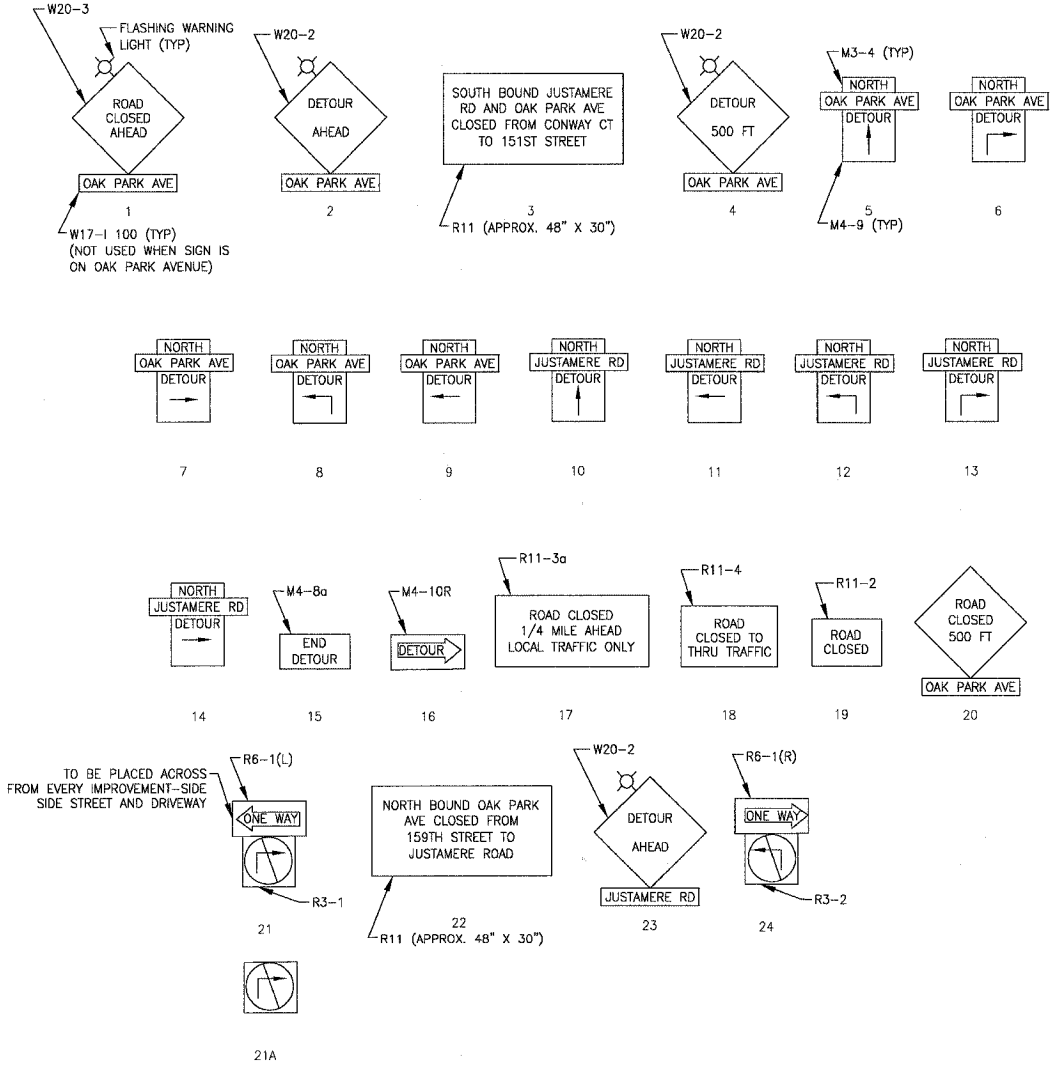 W20-3
FLASHING WARNING
LIGHT (TYP)
ROAD
CLOSED
AHEAD
OAK PARK AVE
1
W17-I 100 (TYP)
(NOT USED WHEN SIGN IS
ON OAK PARK AVENUE)
W20-2
DETOUR
AHEAD
OAK PARK AVE
2
SOUTH BOUND JUSTAMERE
RD AND OAK PARK AVE
CLOSED FROM CONWAY CT
TO 151ST STREET
3
R11 (APPROX. 48" X 30")
W20-2
DETOUR
500 FT
OAK PARK AVE
4
M3-4 (TYP)
NORTH
OAK PARK AVE
DETOUR
5
M4-9 (TYP)
NORTH
OAK PARK AVE
DETOUR
6
NORTH
OAK PARK AVE
DETOUR
7
NORTH
OAK PARK AVE
DETOUR
8
NORTH
OAK PARK AVE
DETOUR
9
NORTH
JUSTAMERE RD
DETOUR
10
NORTH
JUSTAMERE RD
DETOUR
11
NORTH
JUSTAMERE RD
DETOUR
12
NORTH
JUSTAMERE RD
DETOUR
13
NORTH
JUSTAMERE RD
DETOUR
14
M4-8a
END
DETOUR
15
M4-10R
DETOUR
16
R11-3a
ROAD CLOSED
1/4 MILE AHEAD
LOCAL TRAFFIC ONLY
17
R11-4
ROAD
CLOSED TO
THRU TRAFFIC
18
R11-2
ROAD
CLOSED
19
ROAD
CLOSED
500 FT
OAK PARK AVE
20
TO BE PLACED ACROSS
FROM EVERY IMPROVEMENT-SIDE
SIDE STREET AND DRIVEWAY
R6-1(L)
ONE WAY
R3-1
21
21A
NORTH BOUND OAK PARK
AVE CLOSED FROM
159TH STREET TO
JUSTAMERE ROAD
22
R11 (APPROX. 48" X 30")
W20-2
DETOUR
AHEAD
JUSTAMERE RD
23
R6-1(R)
ONE WAY
R3-2
24